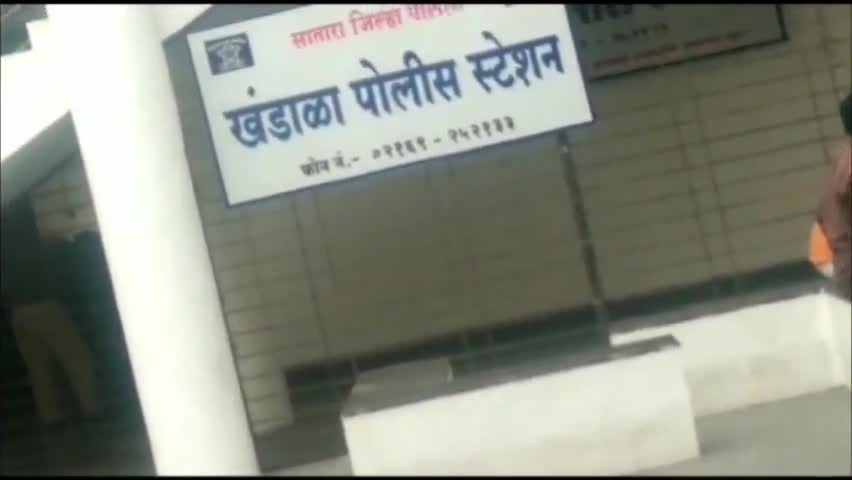 सातारा जिल्हा पोलीस
खंडाळा पोलीस स्टेशन
फोन नं.- ०२१६९ - २५२१३३